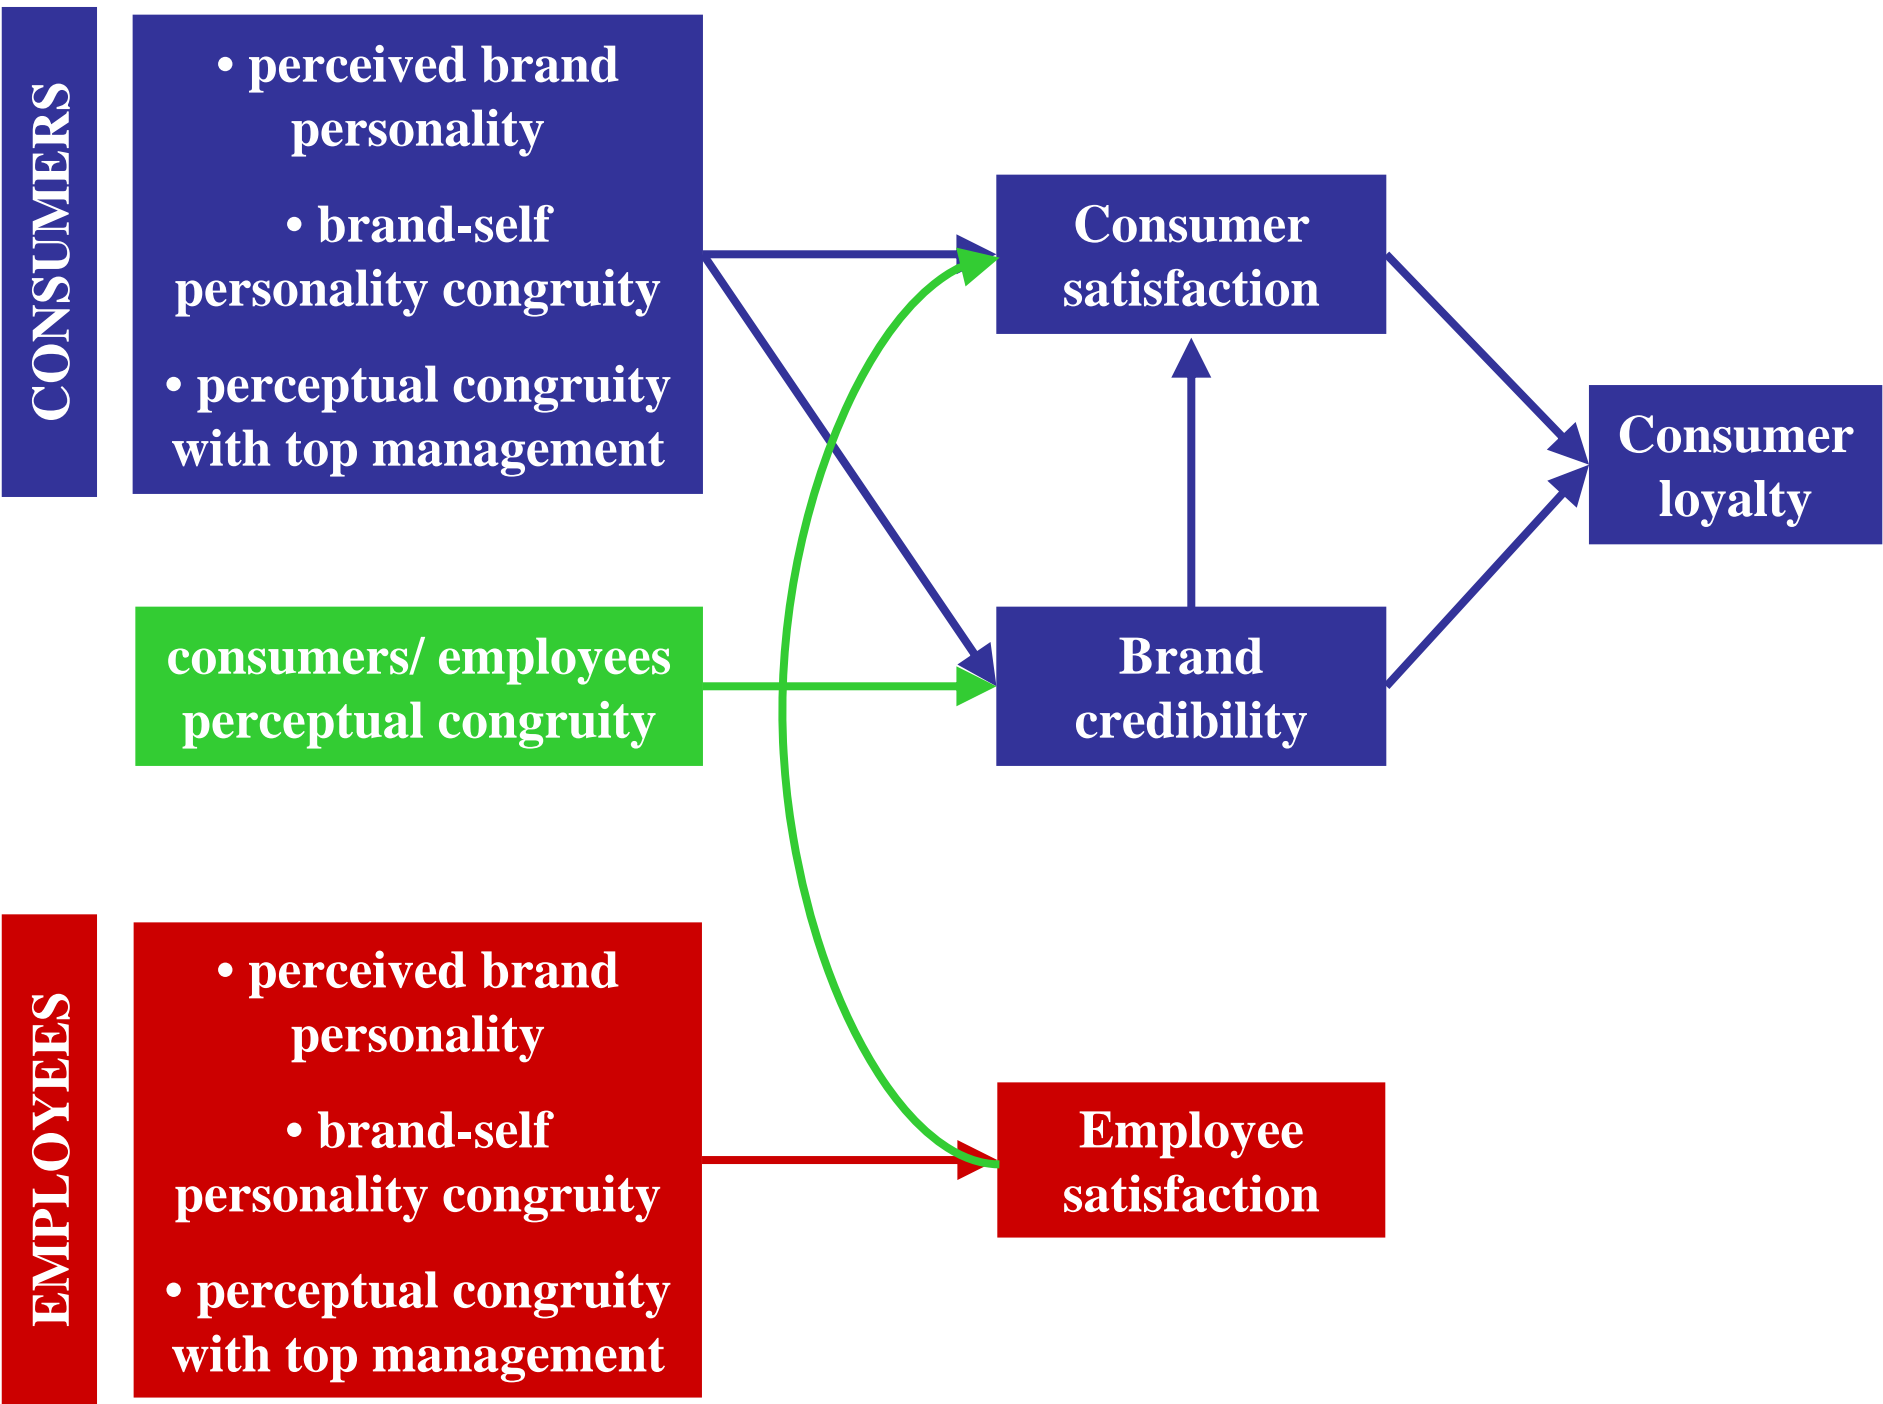 CONSUMERS
• perceived brand
personality
• brand-self
personality congruity
• perceptual congruity
with top management
Consumer
satisfaction
Consumer
loyalty
consumers/ employees
perceptual congruity
Brand
credibility
EMPLOYEES
• perceived brand
personality
• brand-self
personality congruity
• perceptual congruity
with top management
Employee
satisfaction